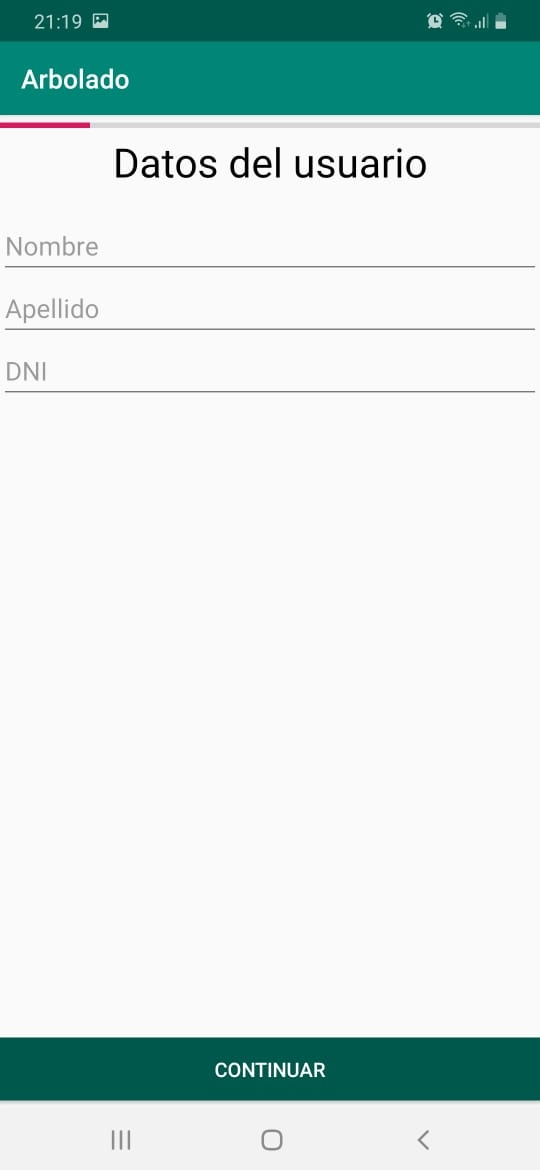 21:19
Arbolado
Datos del usuario
Nombre
Apellido
DNI
CONTINUAR